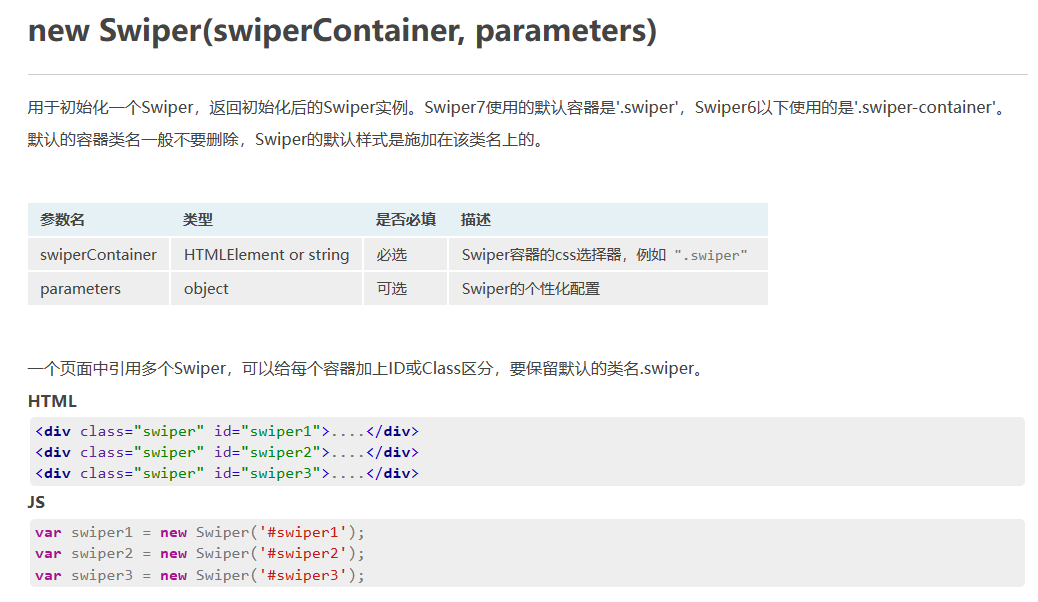 new Swiper(swiperContainer, parameters)
用于初始化一个Swiper，返回初始化后的Swiper实例。Swiper7使用的默认容器是'.swiper'，Swiper6以下使用的是'.swiper-container'。
默认的容器类名一般不要删除，Swiper的默认样式是施加在该类名上的。
参数名 类型 是否必填 描述
swiperContainer HTMLElement or string 必选 Swiper容器的css选择器，例如 ".swiper"
parameters object 可选 Swiper的个性化配置
一个页面中引用多个Swiper，可以给每个容器加上ID或Class区分，要保留默认的类名.swiper。
HTML
<div class="swiper" id="swiper1">....</div>
<div class="swiper" id="swiper2">....</div>
<div class="swiper" id="swiper3">....</div>
JS
var swiper1 = new Swiper('#swiper1');
var swiper2 = new Swiper('#swiper2');
var swiper3 = new Swiper('#swiper3');